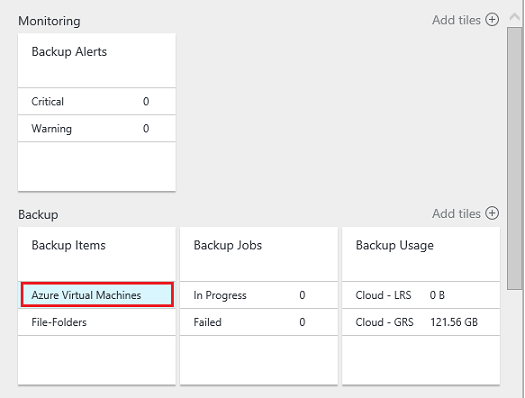 Monitoring Add tiles
Backup Alerts
Critical 0
Warning 0
Backup Add tiles
Backup Items
Azure Virtual Machines
File-Folders
Backup Jobs
In Progress 0
Failed 0
Backup Usage
Cloud - LRS 0 B
Cloud - GRS 121.56 GB